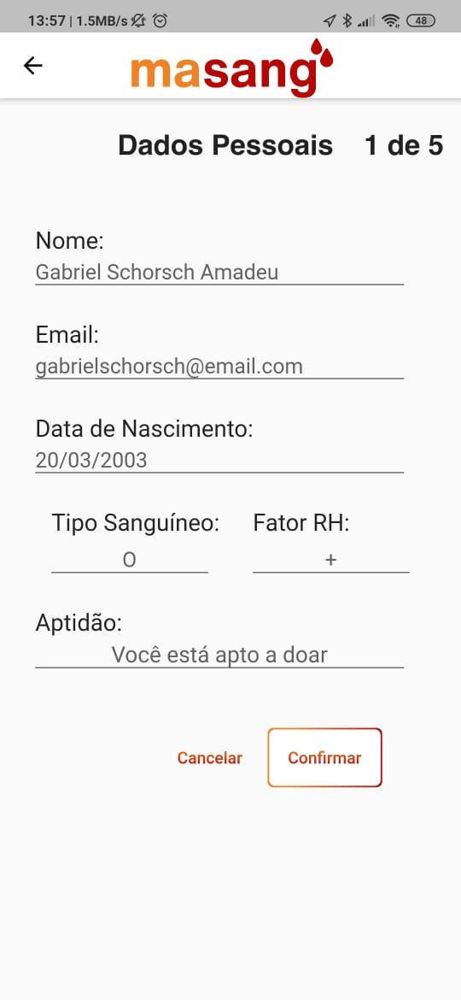 13:57 | 1.5MB/s 48
masang
Dados Pessoais 1 de 5
Nome:
Gabriel Schorsch Amadeu
Email:
gabrielschorsch@email.com
Data de Nascimento:
20/03/2003
Tipo Sanguíneo: Fator RH:
O +
Aptidão:
Você está apto a doar
Cancelar Confirmar